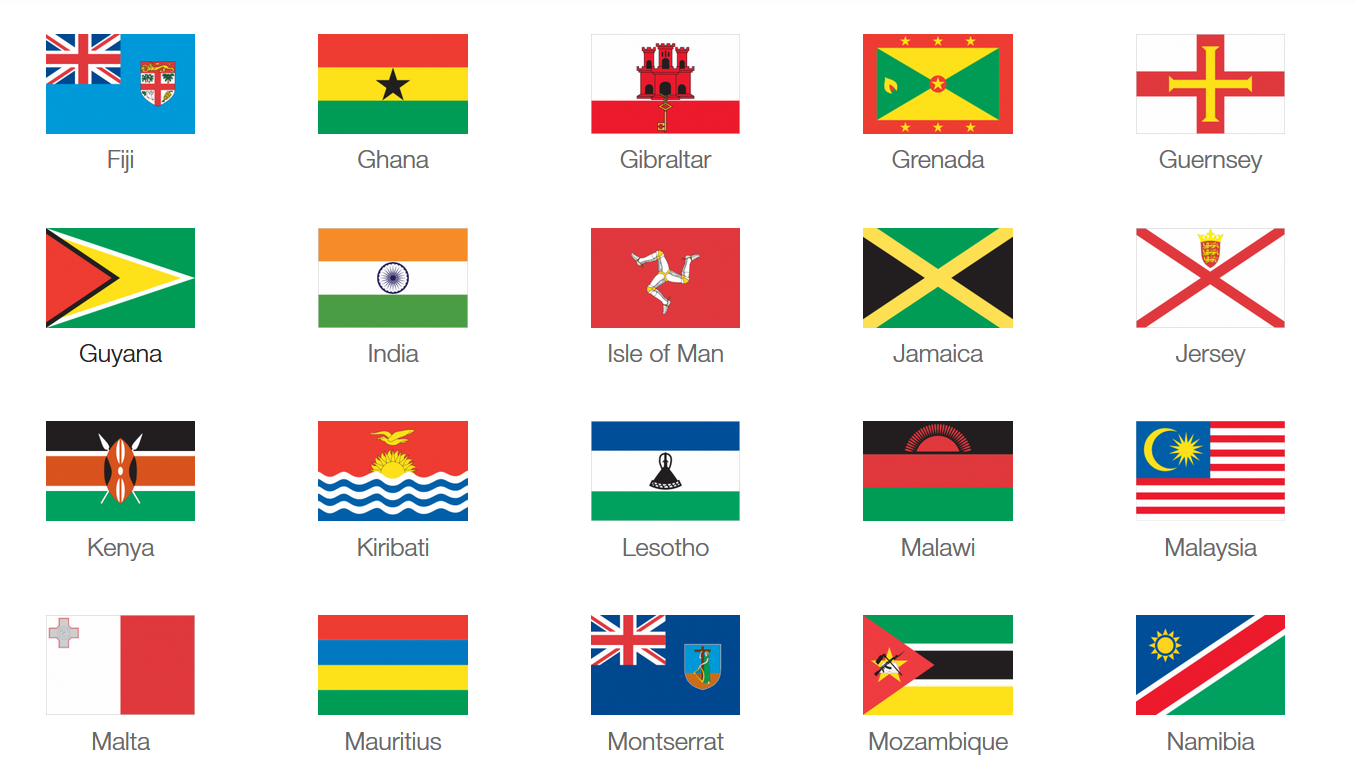 Fiji
Ghana
Gibraltar
Grenada
Guernsey
Guyana
India
Isle of Man
Jamaica
Jersey
Kenya
Kiribati
Lesotho
Malawi
Malaysia
Malta
Mauritius
Montserrat
Mozambique
Namibia